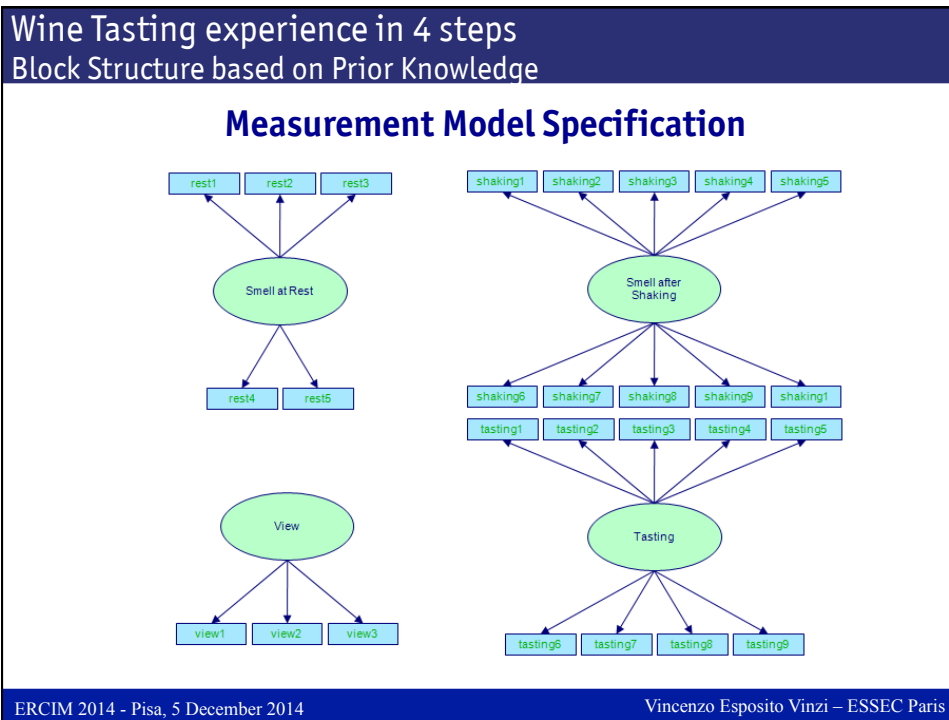 Wine Tasting experience in 4 steps
Block Structure based on Prior Knowledge
Measurement Model Specification
rest1 rest2 rest3
Smell at Rest
rest4 rest5
shaking1 shaking2 shaking3 shaking4 shaking5
Smell after
Shaking
shaking6 shaking7 shaking8 shaking9 shaking1
tasting1 tasting2 tasting3 tasting4 tasting5
View
view1 view2 view3
Tasting
tasting6 tasting7 tasting8 tasting9
ERCIM 2014 - Pisa, 5 December 2014
Vincenzo Esposito Vinzi – ESSEC Paris